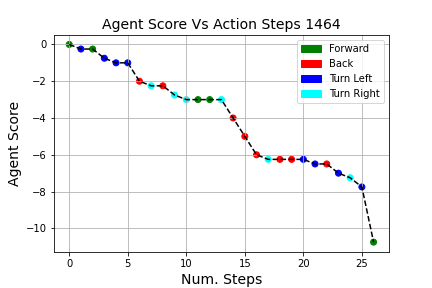 Agent Score Vs Action Steps 1464
Forward
Back
Turn Left
Turn Right
0
−2
−4
−6
−8
−10
Agent Score
0 5 10 15 20 25
Num. Steps